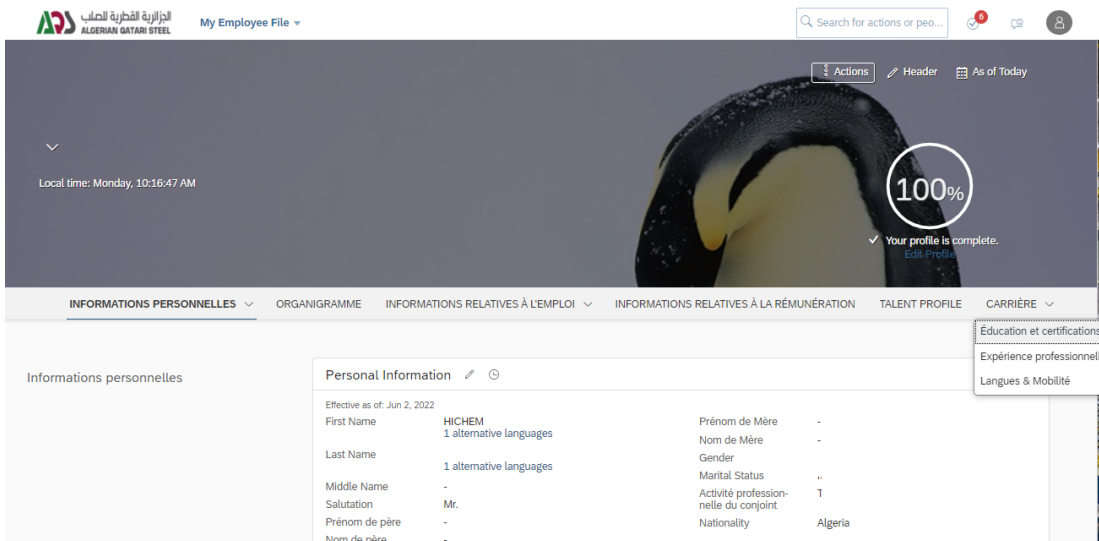 الجزائرية القطرية للصلب
ALGERIAN QATARI STEEL
My Employee File
Search for actions or peo...
6
Actions
Header
As of Today
Local time: Monday, 10:16:47 AM
100%
Your profile is complete.
Edit Profile
INFORMATIONS PERSONNELLES
ORGANIGRAMME
INFORMATIONS RELATIVES À L'EMPLOI
INFORMATIONS RELATIVES À LA RÉMUNÉRATION
TALENT PROFILE
CARRIÈRE
Éducation et certifications
Expérience professionnell
Langues & Mobilité
Informations personnelles
Personal Information
Effective as of: Jun 2, 2022
First Name HICHEM
1 alternative languages
Last Name
1 alternative languages
Middle Name -
Salutation Mr.
Prénom de père -
Nom de père -
Prénom de Mère -
Nom de Mère -
Gender
Marital Status
Activité profession-
nelle du conjoint
Nationality Algeria